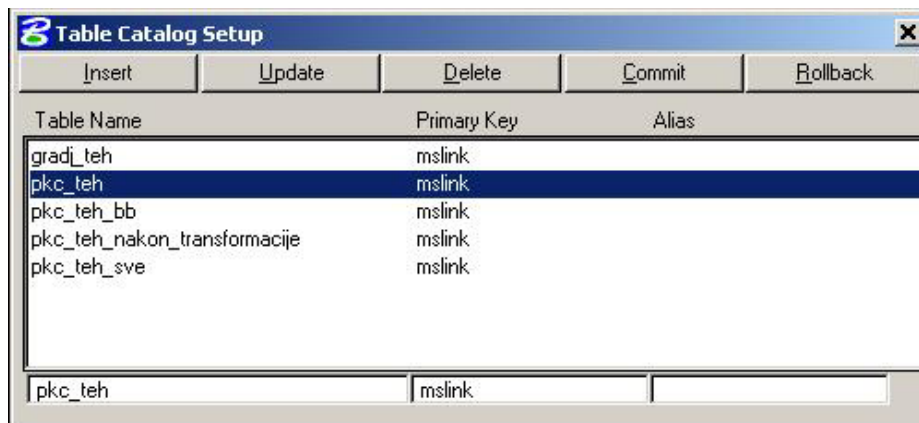 Table Catalog Setup
Insert Update Delete Commit Rollback
Table Name Primary Key Alias
gradj_teh mslink
pkc_teh mslink
pkc_teh_bb mslink
pkc_teh_nakon_transformacije mslink
pkc_teh_sve mslink
pkc_teh mslink